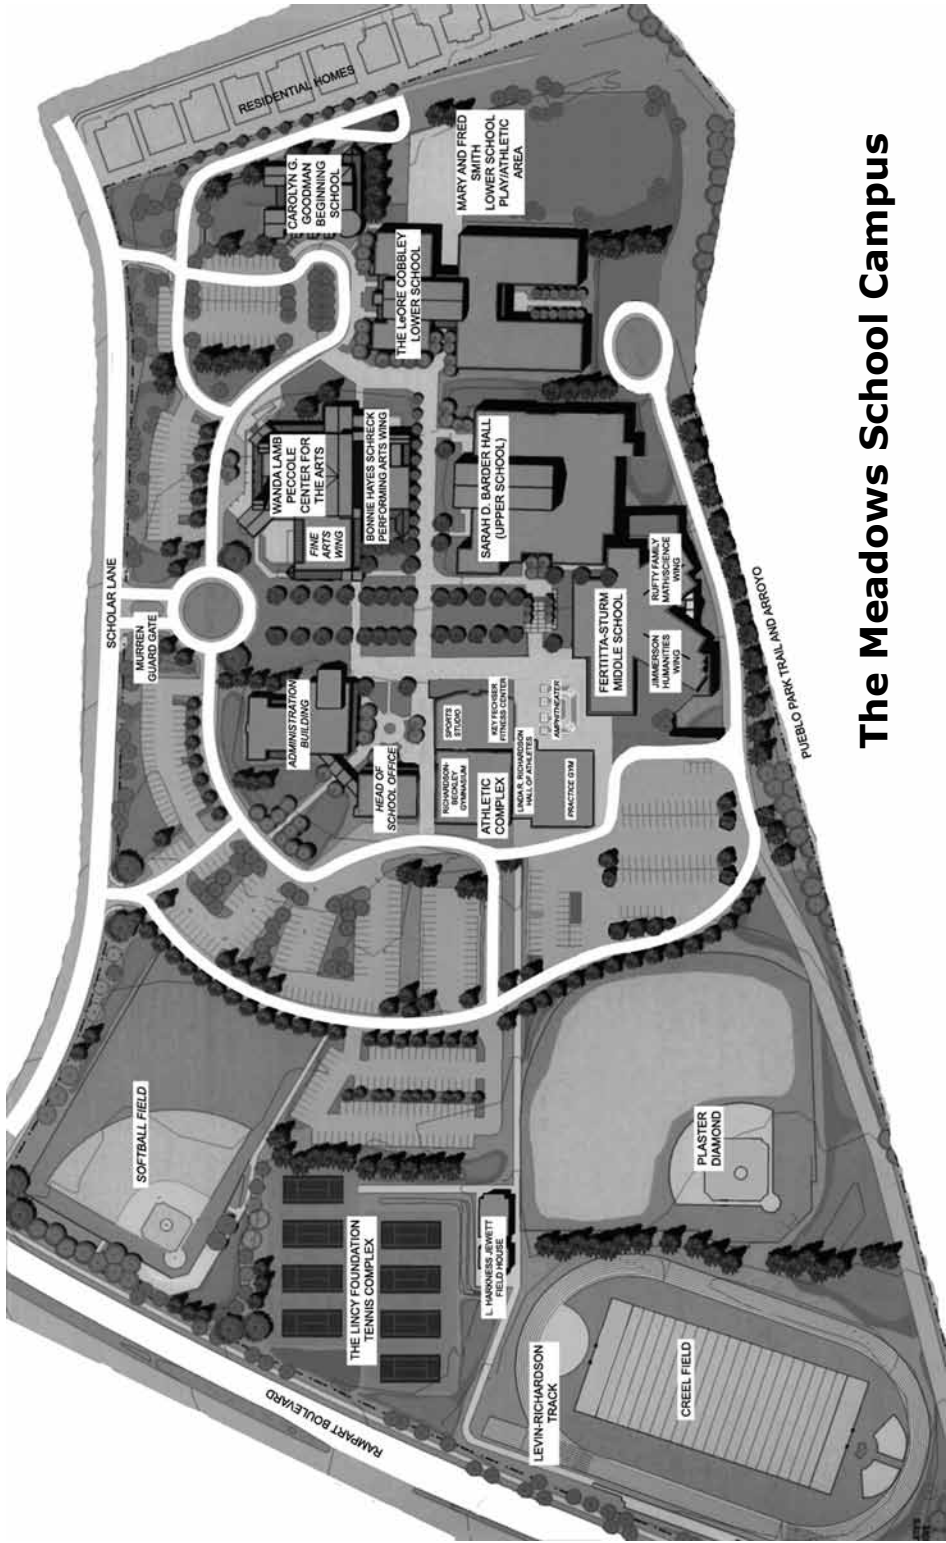 The Meadows School Campus
RESIDENTIAL HOMES
SCHOLAR LANE
CAROLYN G.
GOODMAN
BEGINNING
SCHOOL
MARY AND FRED
SMITH
LOWER SCHOOL
PLAY/ATHLETIC
AREA
THE LeORE COBBLEY
LOWER SCHOOL
WANDA LAMB
PECCOLE
CENTER FOR
THE ARTS
FINE
ARTS
WING
BONNIE HAYES SCHRECK
PERFORMING ARTS WING
SARAH D. BARDER HALL
(UPPER SCHOOL)
MURREN
GUARD GATE
FERTITTA-STURM
MIDDLE SCHOOL
RUFTY FAMILY
MATH/SCIENCE
WING
JIMMERSON
HUMANITIES
WING
PUEBLO PARK TRAIL AND ARROYO
ADMINISTRATION
BUILDING
HEAD OF
SCHOOL OFFICE
SPORTS
STUDIO
KEY FECHSER
FITNESS CENTER
AMPHITHEATER
RICHARDSON-
BECKLEY
GYMNASIUM
ATHLETIC
COMPLEX
LINDA R. RICHARDSON
HALL OF ATHLETES
PRACTICE GYM
SOFTBALL FIELD
THE LINCY FOUNDATION
TENNIS COMPLEX
L. HARKNESS JEWETT
FIELD HOUSE
PLASTER
DIAMOND
RAMPART BOULEVARD
LEVIN-RICHARDSON
TRACK
CREEL FIELD